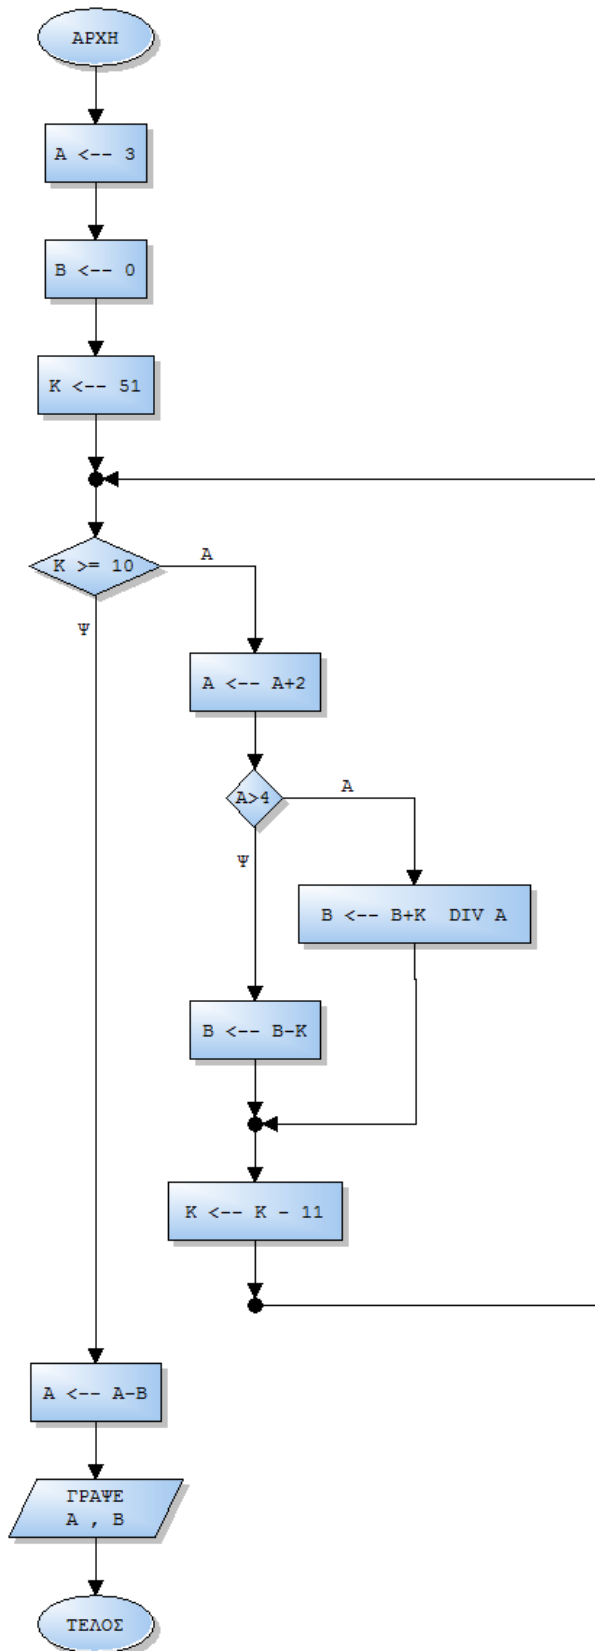 ΑΡΧΗ
A <-- 3
B <-- 0
K <-- 51
K >= 10
Α
Ψ
A <-- A+2
A>4
Α
Ψ
B <-- B+K  DIV A
B <-- B-K
K <-- K - 11
A <-- A-B
ΓΡΑΨΕ
A , B
ΤΕΛΟΣ